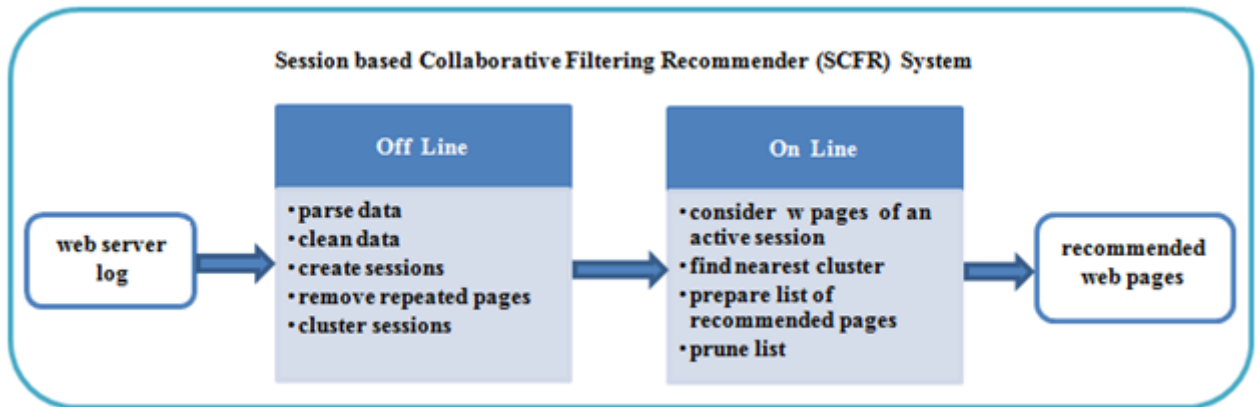 Session based Collaborative Filtering Recommender (SCFR) System
web server
log
Off Line
•parse data
•clean data
•create sessions
•remove repeated pages
•cluster sessions
On Line
•consider w pages of an
active session
•find nearest cluster
•prepare list of
recommended pages
•prune list
recommended
web pages